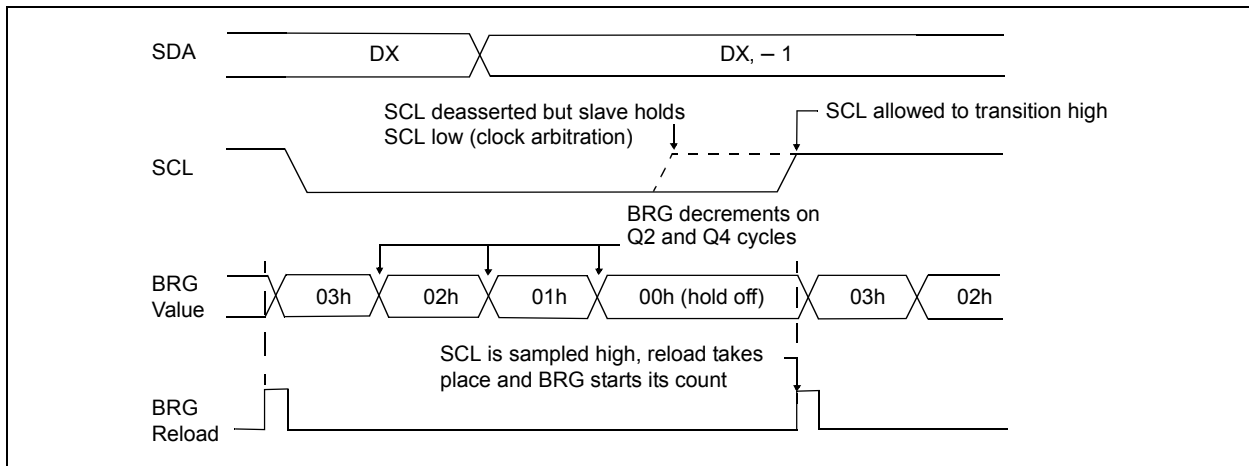 SDA
DX
DX, – 1
SCL deasserted but slave holds
SCL low (clock arbitration)
SCL allowed to transition high
SCL
BRG decrements on
Q2 and Q4 cycles
BRG
Value
03h
02h
01h
00h (hold off)
03h
02h
SCL is sampled high, reload takes
place and BRG starts its count
BRG
Reload